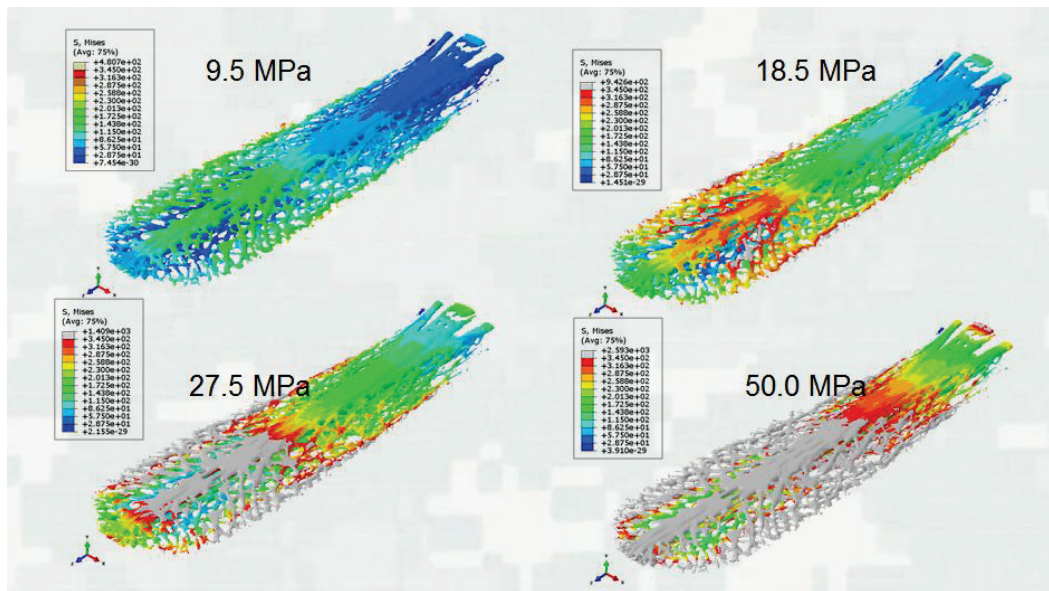 S, Mises
(Avg: 75%)
+4.807e+02
+3.450e+02
+3.163e+02
+2.875e+02
+2.588e+02
+2.300e+02
+2.013e+02
+1.725e+02
+1.438e+02
+1.150e+02
+8.625e+01
+5.750e+01
+2.875e+01
+7.454e-30
9.5 MPa
Y
Z
X
S, Mises
(Avg: 75%)
+9.426e+02
+3.450e+02
+3.163e+02
+2.875e+02
+2.588e+02
+2.300e+02
+2.013e+02
+1.725e+02
+1.438e+02
+1.150e+02
+8.625e+01
+5.750e+01
+2.875e+01
+1.451e-29
18.5 MPa
Y
Z
X
S, Mises
(Avg: 75%)
+1.409e+03
+3.450e+02
+3.163e+02
+2.875e+02
+2.588e+02
+2.300e+02
+2.013e+02
+1.725e+02
+1.438e+02
+1.150e+02
+8.625e+01
+5.750e+01
+2.875e+01
+2.155e-29
27.5 MPa
Y
Z
X
S, Mises
(Avg: 75%)
+2.593e+03
+3.450e+02
+3.163e+02
+2.875e+02
+2.588e+02
+2.300e+02
+2.013e+02
+1.725e+02
+1.438e+02
+1.150e+02
+8.625e+01
+5.750e+01
+2.875e+01
+3.910e-29
50.0 MPa
Y
Z
X